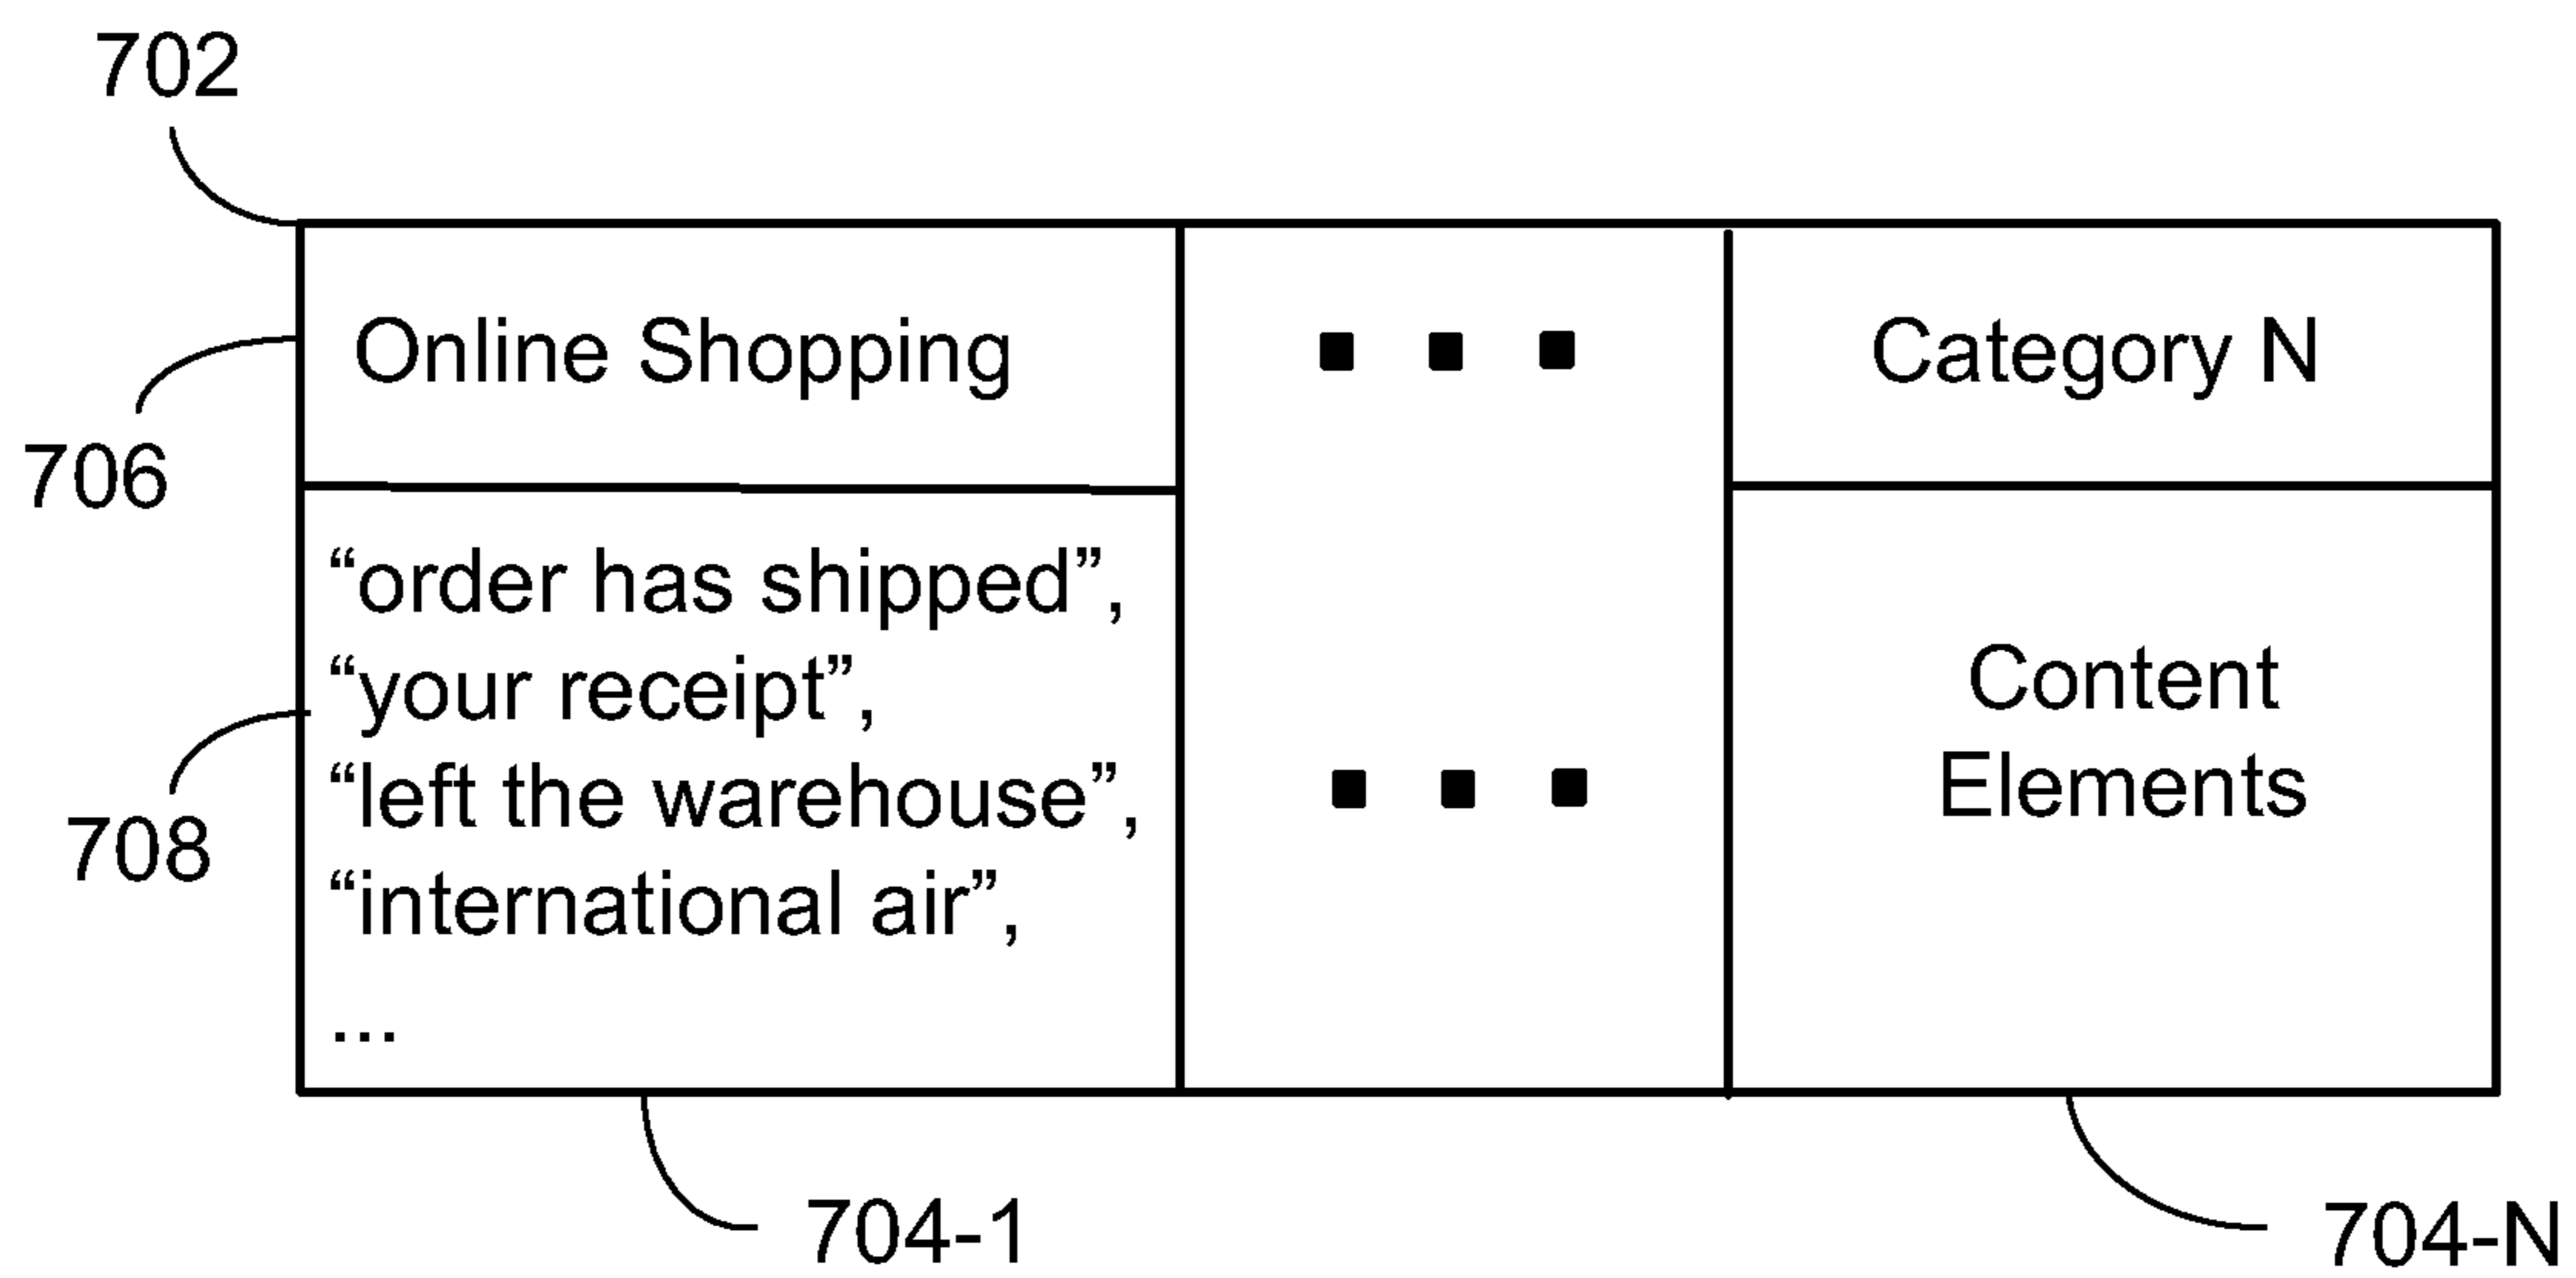 702
Online Shopping
Category N
706
“order has shipped”,
“your receipt”,
“left the warehouse”,
“international air”,
...
Content
Elements
708
704-1
704-N